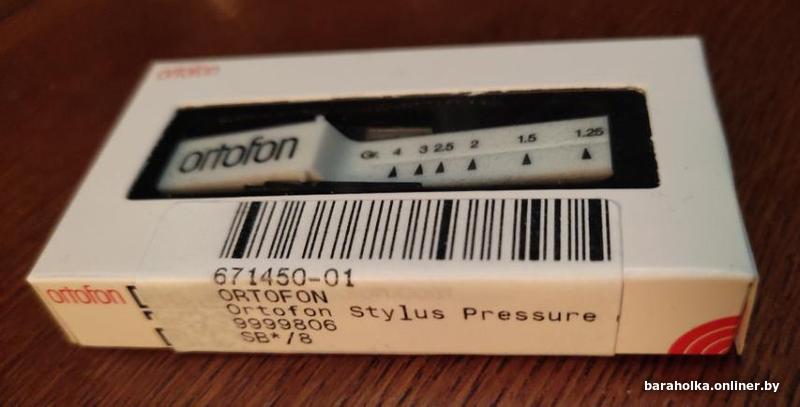 ortofon
ortofon
Gr. 4 3 2.5 2 1.5 1.25
671450-01
ORTOFON
Ortofon Stylus Pressure
9999806
SB*/8
ortofon
baraholka.onliner.by